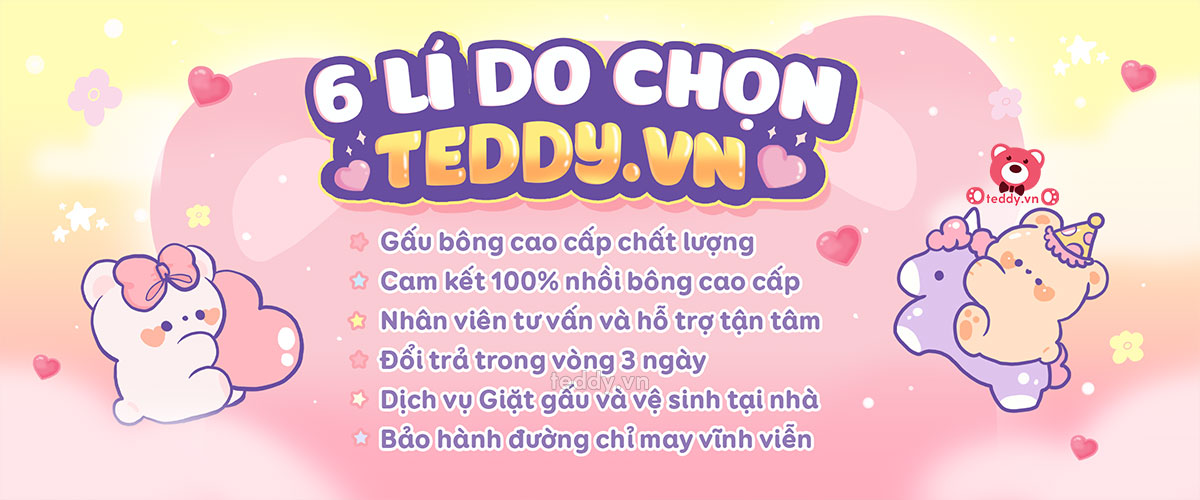 6 LÍ DO CHỌN
TEDDY.VN
teddy.vn
Gấu bông cao cấp chất lượng
Cam kết 100% nhồi bông cao cấp
Nhân viên tư vấn và hỗ trợ tận tâm
Đổi trả trong vòng 3 ngày
teddy.vn
Dịch vụ Giặt gấu và vệ sinh tại nhà
Bảo hành đường chỉ may vĩnh viễn